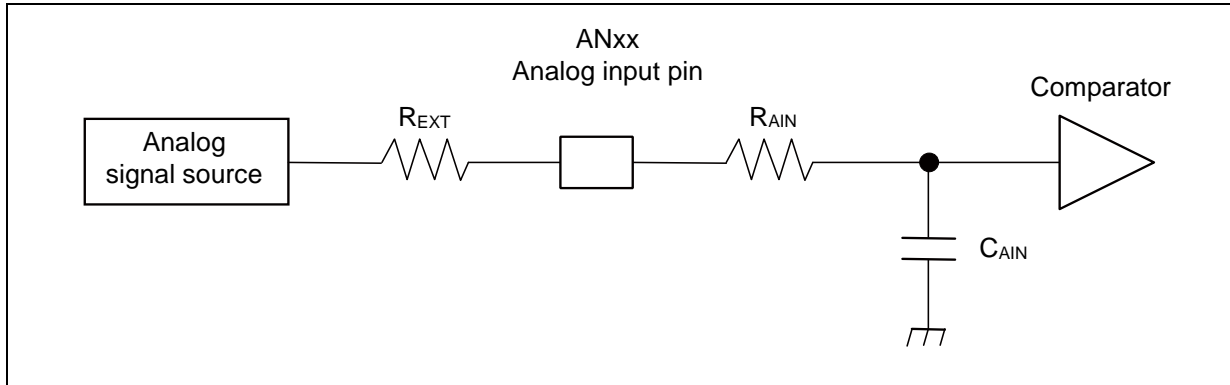 ANxx
Analog input pin
Comparator
Analog
signal source
REXT
RAIN
CAIN